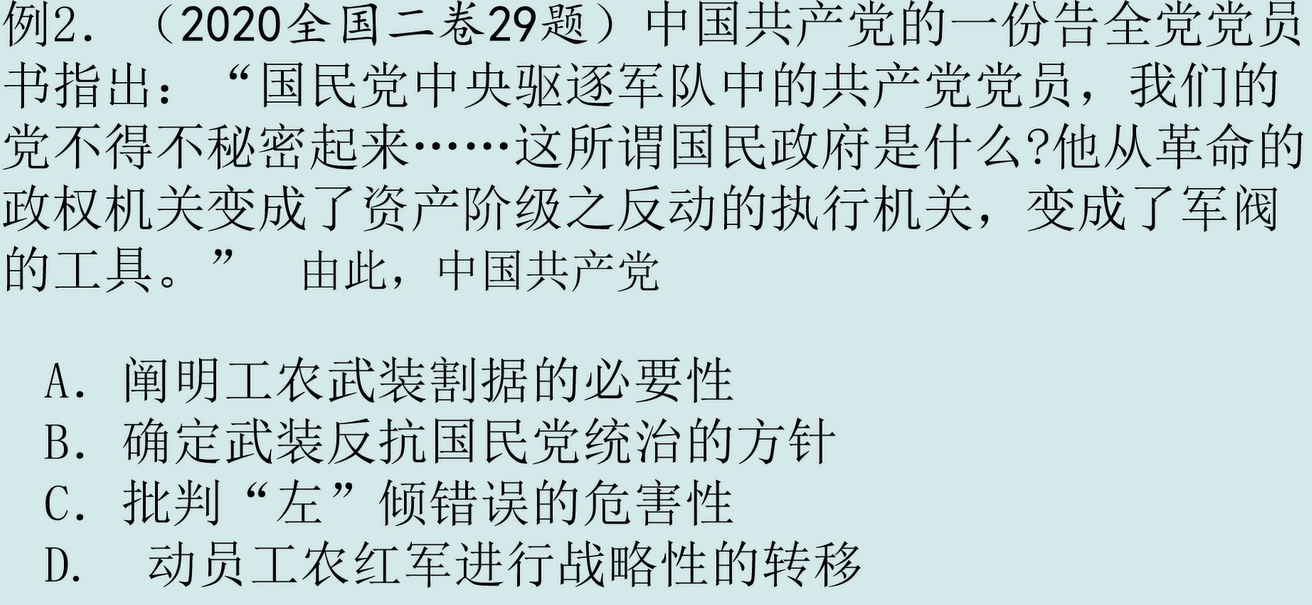 例2. （2020全国二卷29题）中国共产党的一份告全党党员
书指出：“国民党中央驱逐军队中的共产党党员，我们的
党不得不秘密起来……这所谓国民政府是什么?他从革命的
政权机关变成了资产阶级之反动的执行机关，变成了军阀
的工具。” 由此，中国共产党
A. 阐明工农武装割据的必要性
B. 确定武装反抗国民党统治的方针
C. 批判“左”倾错误的危害性
D. 动员工农红军进行战略性的转移